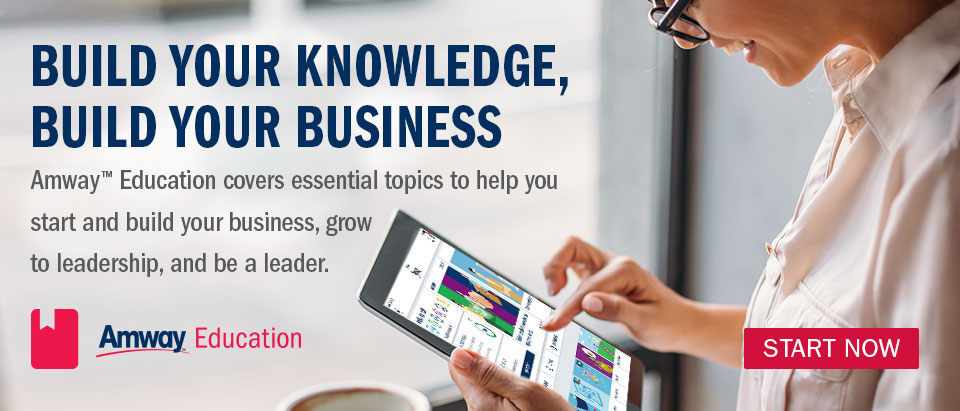 BUILD YOUR KNOWLEDGE,
BUILD YOUR BUSINESS
Amway™ Education covers essential topics to help you
start and build your business, grow
to leadership, and be a leader.
Amway Education
START NOW